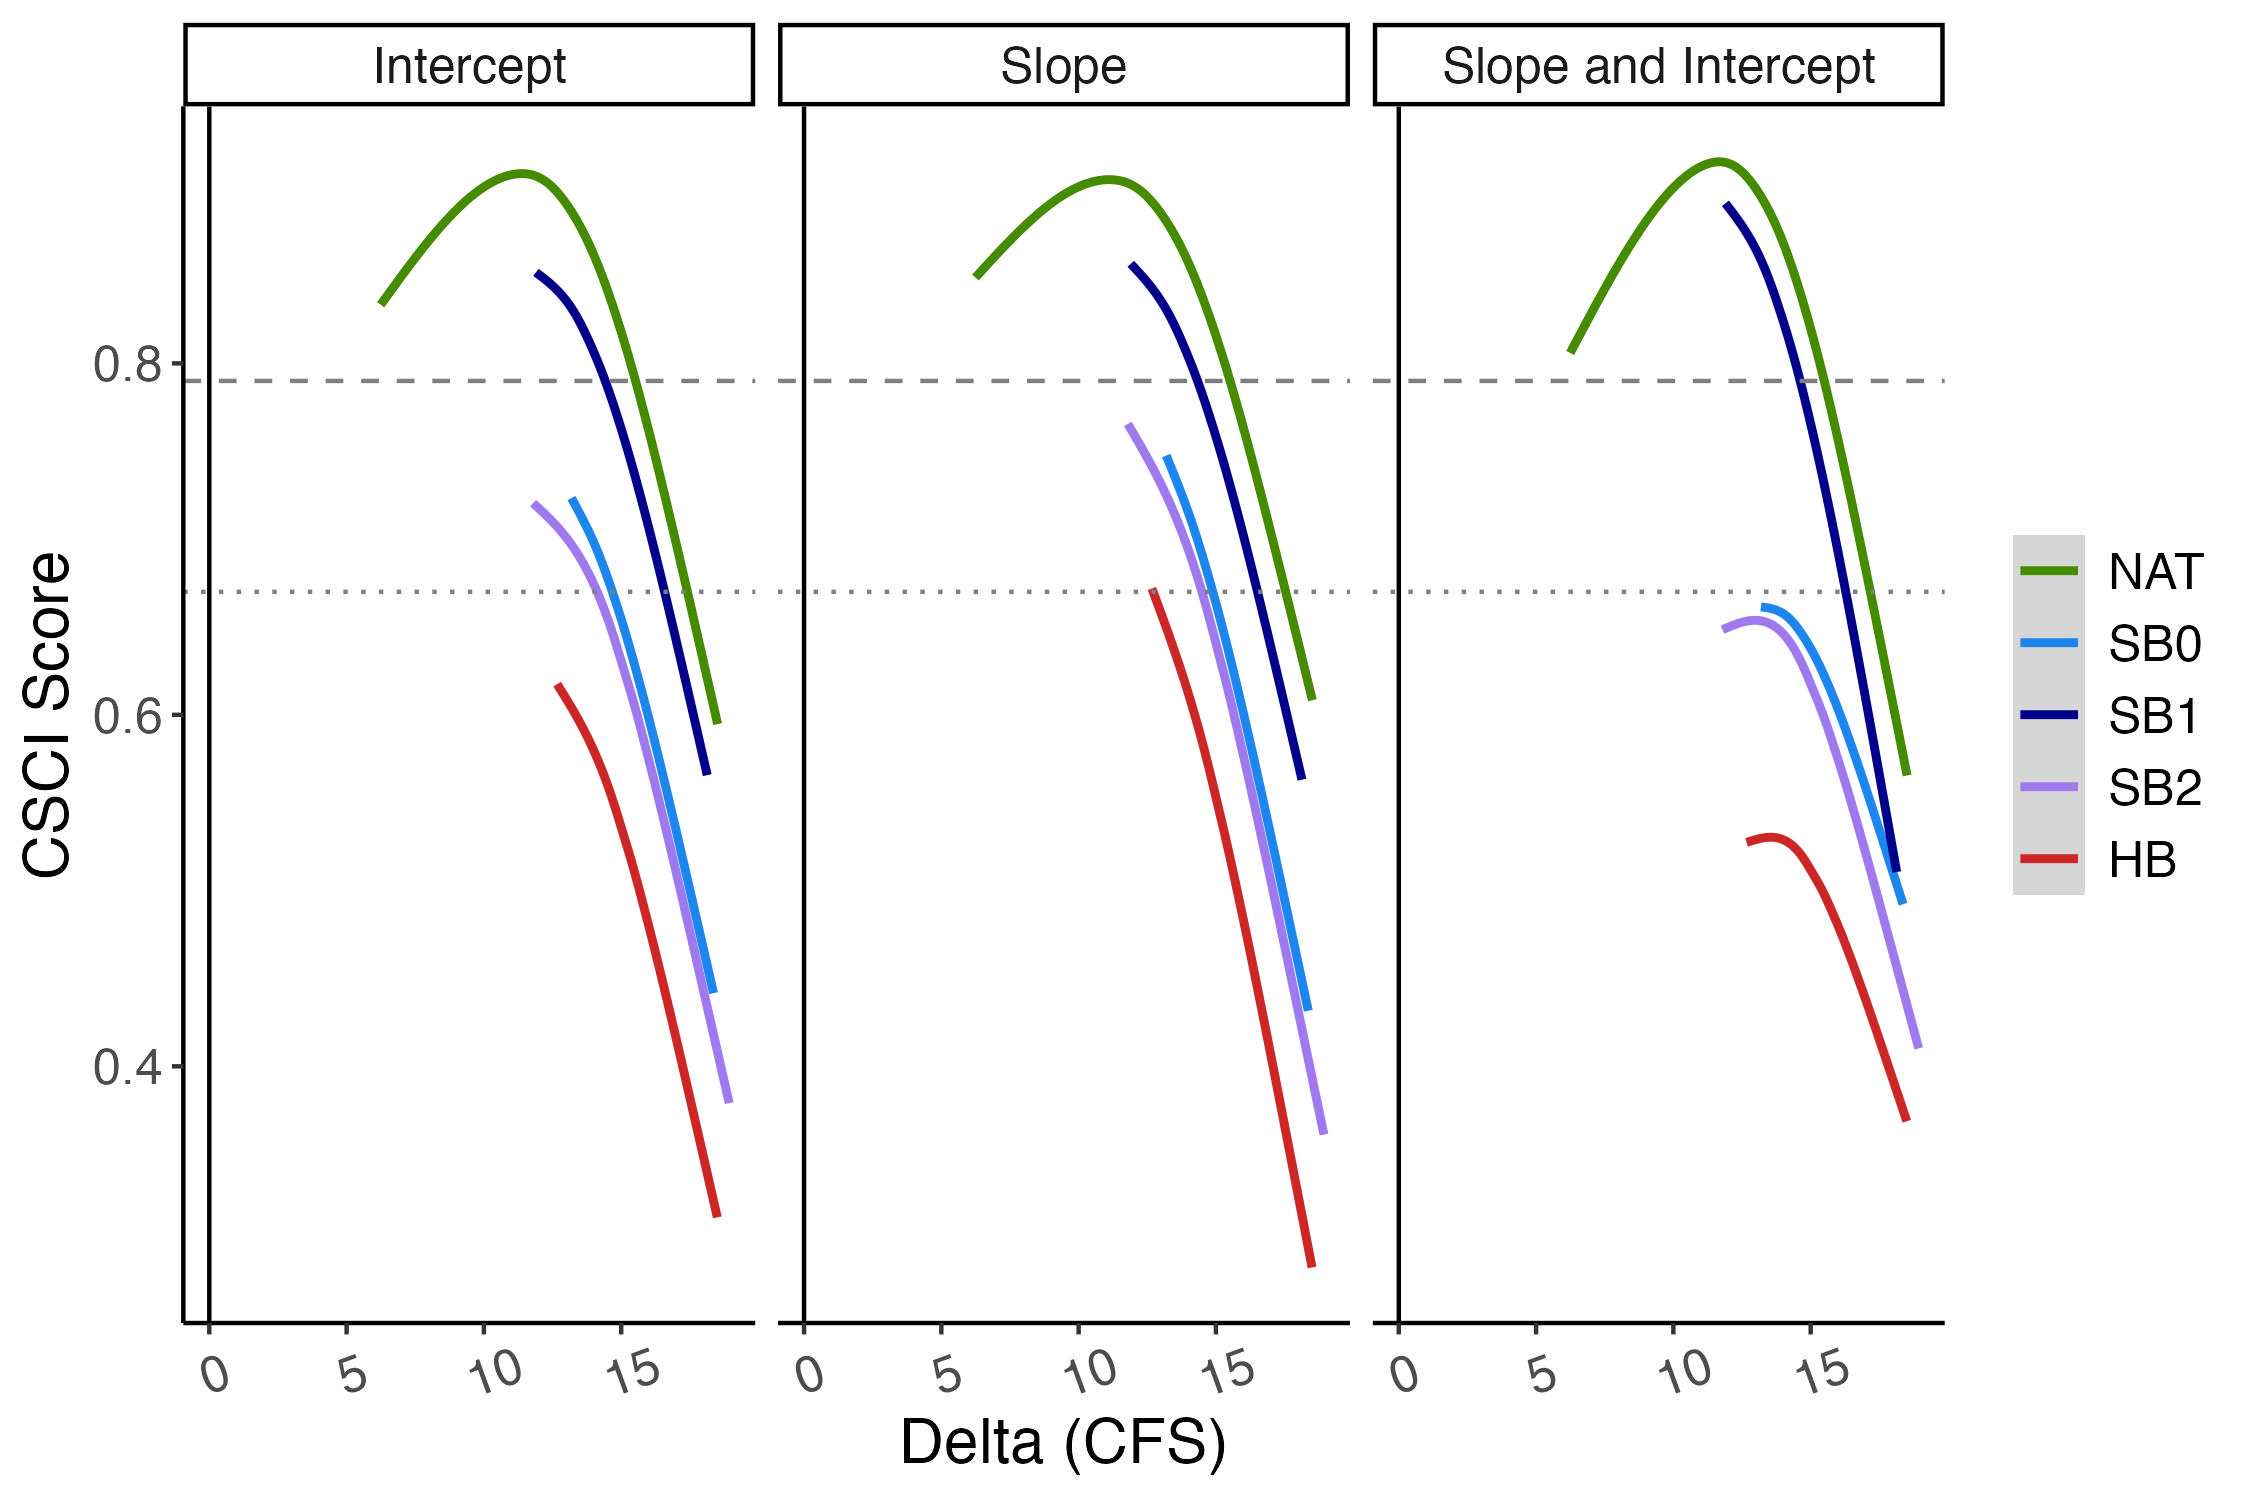 Intercept
Slope
Slope and Intercept
CSCI Score
0.8
0.6
0.4
0 5 10 15
0 5 10 15
0 5 10 15
Delta (CFS)
NAT
SB0
SB1
SB2
HB